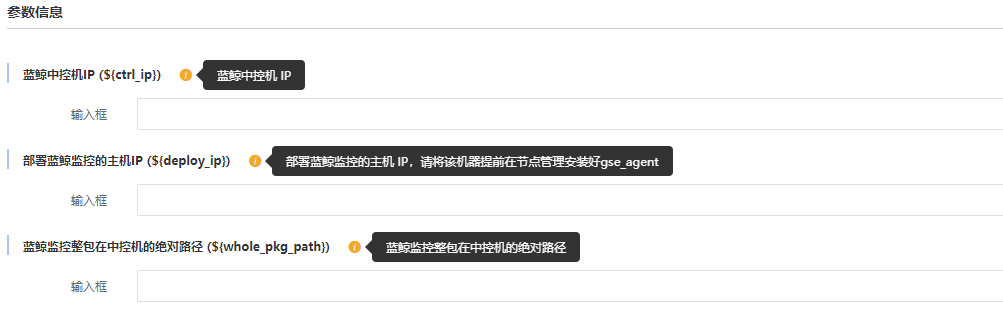 参数信息
蓝鲸中控机IP (${ctrl_ip}) 蓝鲸中控机 IP
输入框
部署蓝鲸监控的主机IP (${deploy_ip}) 部署蓝鲸监控的主机 IP，请将该机器提前在节点管理安装好gse_agent
输入框
蓝鲸监控整包在中控机的绝对路径 (${whole_pkg_path}) 蓝鲸监控整包在中控机的绝对路径
输入框